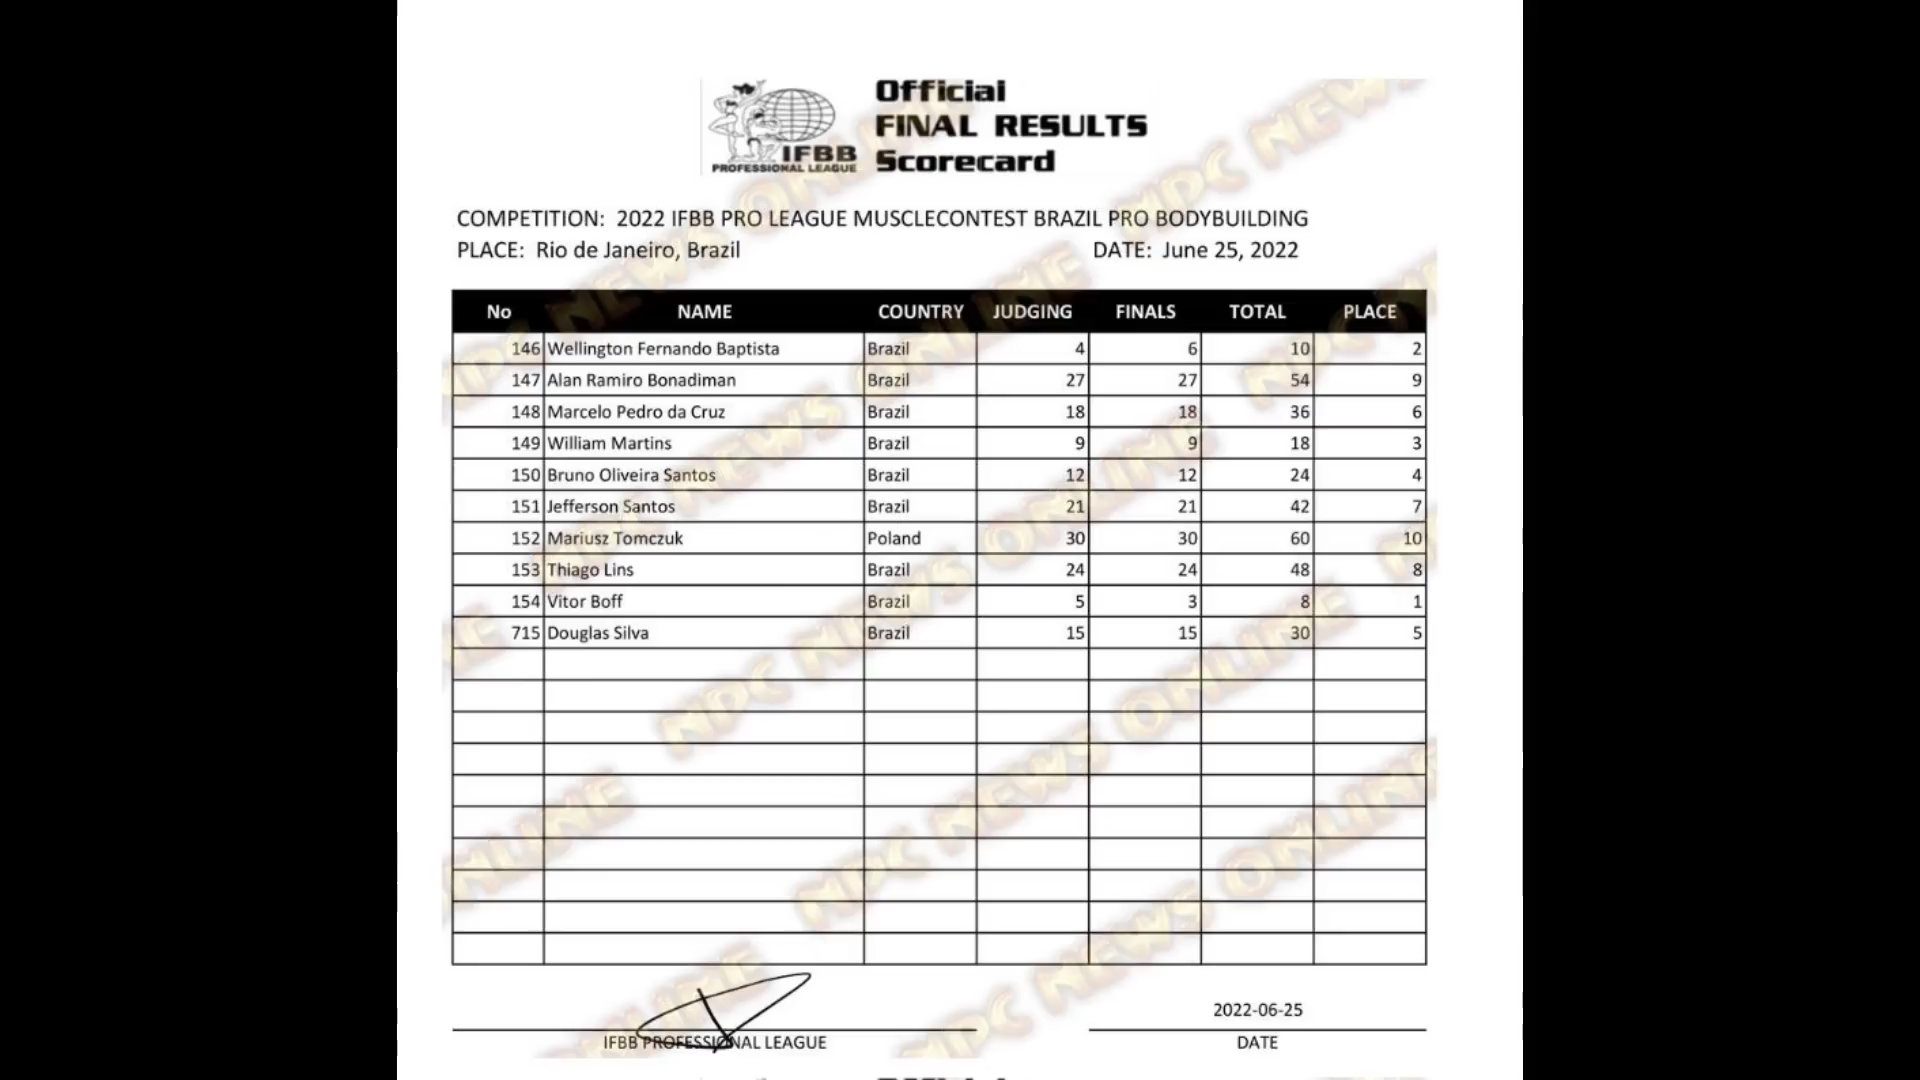 Official
FINAL RESULTS
Scorecard
IFBB
PROFESSIONAL LEAGUE
COMPETITION: 2022 IFBB PRO LEAGUE MUSCLECONTEST BRAZIL PRO BODYBUILDING
PLACE: Rio de Janeiro, Brazil DATE: June 25, 2022
No NAME COUNTRY JUDGING FINALS TOTAL PLACE
146 Wellington Fernando Baptista Brazil 4 6 10 2
147 Alan Ramiro Bonadiman Brazil 27 27 54 9
148 Marcelo Pedro da Cruz Brazil 18 18 36 6
149 William Martins Brazil 9 9 18 3
150 Bruno Oliveira Santos Brazil 12 12 24 4
151 Jefferson Santos Brazil 21 21 42 7
152 Mariusz Tomczuk Poland 30 30 60 10
153 Thiago Lins Brazil 24 24 48 8
154 Vitor Boff Brazil 5 3 8 1
715 Douglas Silva Brazil 15 15 30 5
2022-06-25
IFBB PROFESSIONAL LEAGUE DATE
NPC NEWS ONLINE